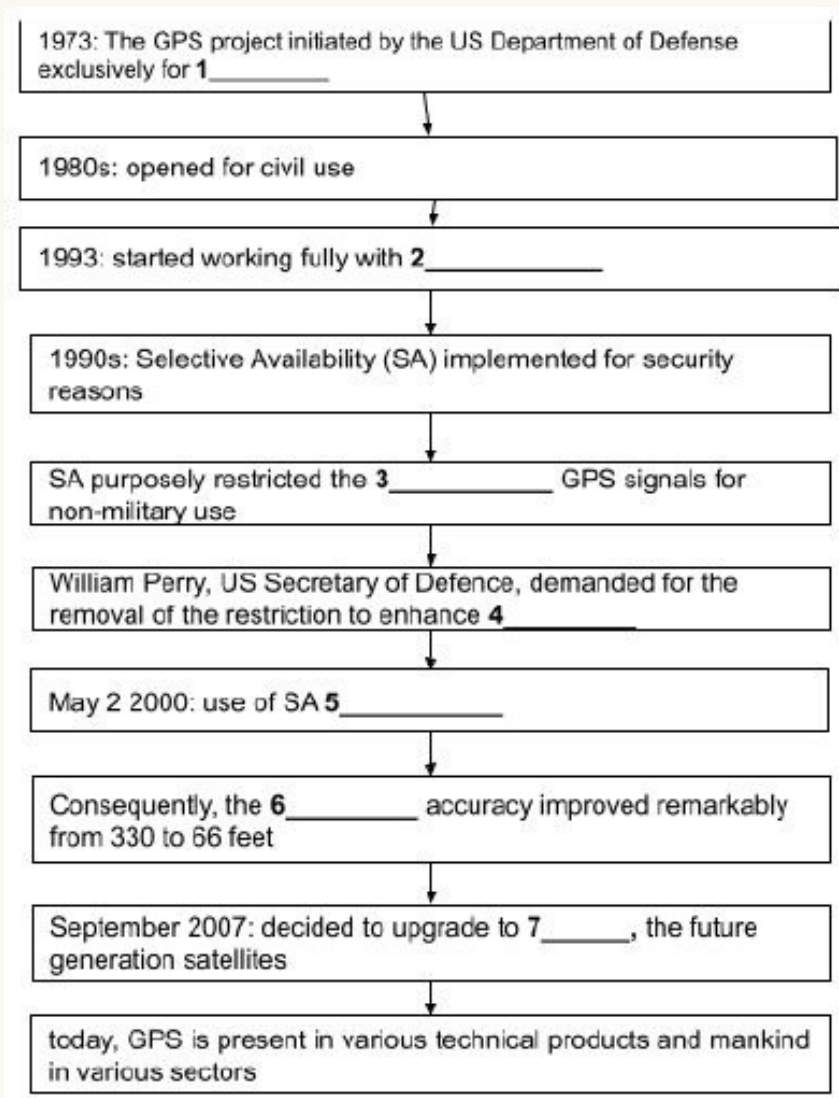 1973: The GPS project initiated by the US Department of Defense
exclusively for 1__________
1980s: opened for civil use
1993: started working fully with 2_____________
1990s: Selective Availability (SA) implemented for security
reasons
SA purposely restricted the 3____________ GPS signals for
non-military use
William Perry, US Secretary of Defence, demanded for the
removal of the restriction to enhance 4__________
May 2 2000: use of SA 5____________
Consequently, the 6_________ accuracy improved remarkably
from 330 to 66 feet
September 2007: decided to upgrade to 7______, the future
generation satellites
today, GPS is present in various technical products and mankind
in various sectors